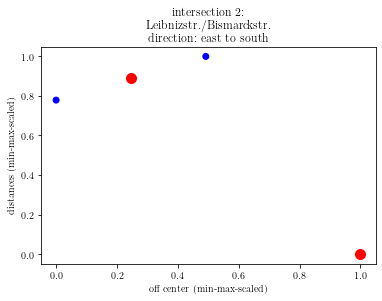 intersection 2:
Leibnizstr./Bismarckstr.
direction: east to south
distances (min-max-scaled)
1.0
0.8
0.6
0.4
0.2
0.0
0.0 0.2 0.4 0.6 0.8 1.0
off center (min-max-scaled)